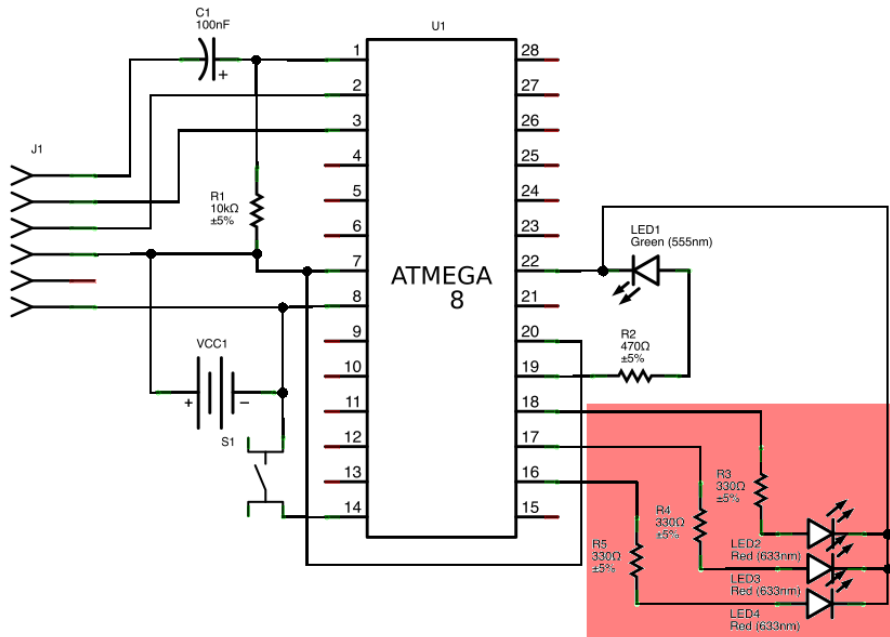 C1
100nF
+
U1
1
2
3
4
5
6
7
8
9
10
11
12
13
14
28
27
26
25
24
23
22
21
20
19
18
17
16
15
ATMEGA
8
J1
R1
10kΩ
±5%
VCC1
+
−
S1
LED1
Green (555nm)
R2
470Ω
±5%
R3
330Ω
±5%
R4
330Ω
±5%
R5
330Ω
±5%
LED2
Red (633nm)
LED3
Red (633nm)
LED4
Red (633nm)